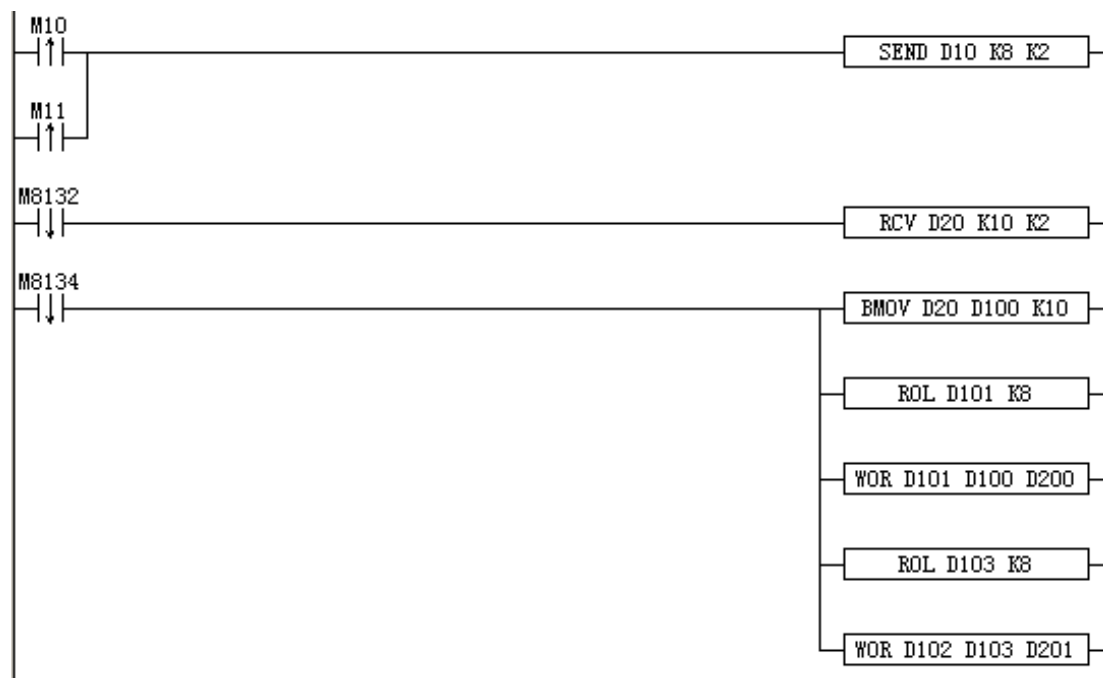 M10
SEND D10 K8 K2
M11
M8132
RCV D20 K10 K2
M8134
BMOV D20 D100 K10
ROL D101 K8
WOR D101 D100 D200
ROL D103 K8
WOR D102 D103 D201